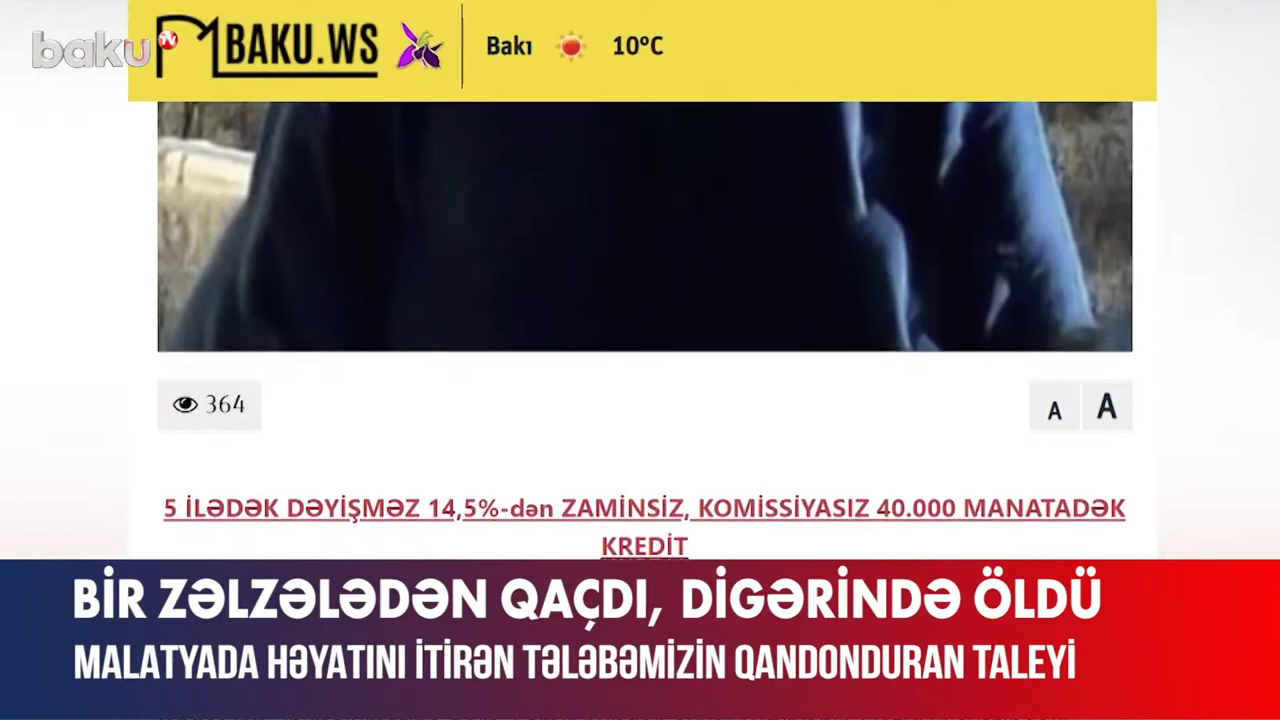 baku TV
BAKU.WS
Bakı 10°C
364
A A
5 İLƏDƏK DƏYİŞMƏZ 14,5%-dən ZAMİNSİZ, KOMİSSİYASIZ 40.000 MANATADƏK
KREDİT
BİR ZƏLZƏLƏDƏN QAÇDI, DİGƏRİNDƏ ÖLDÜ
MALATYADA HƏYATINI İTİRƏN TƏLƏBƏMİZİN QANDONDURAN TALEYİ